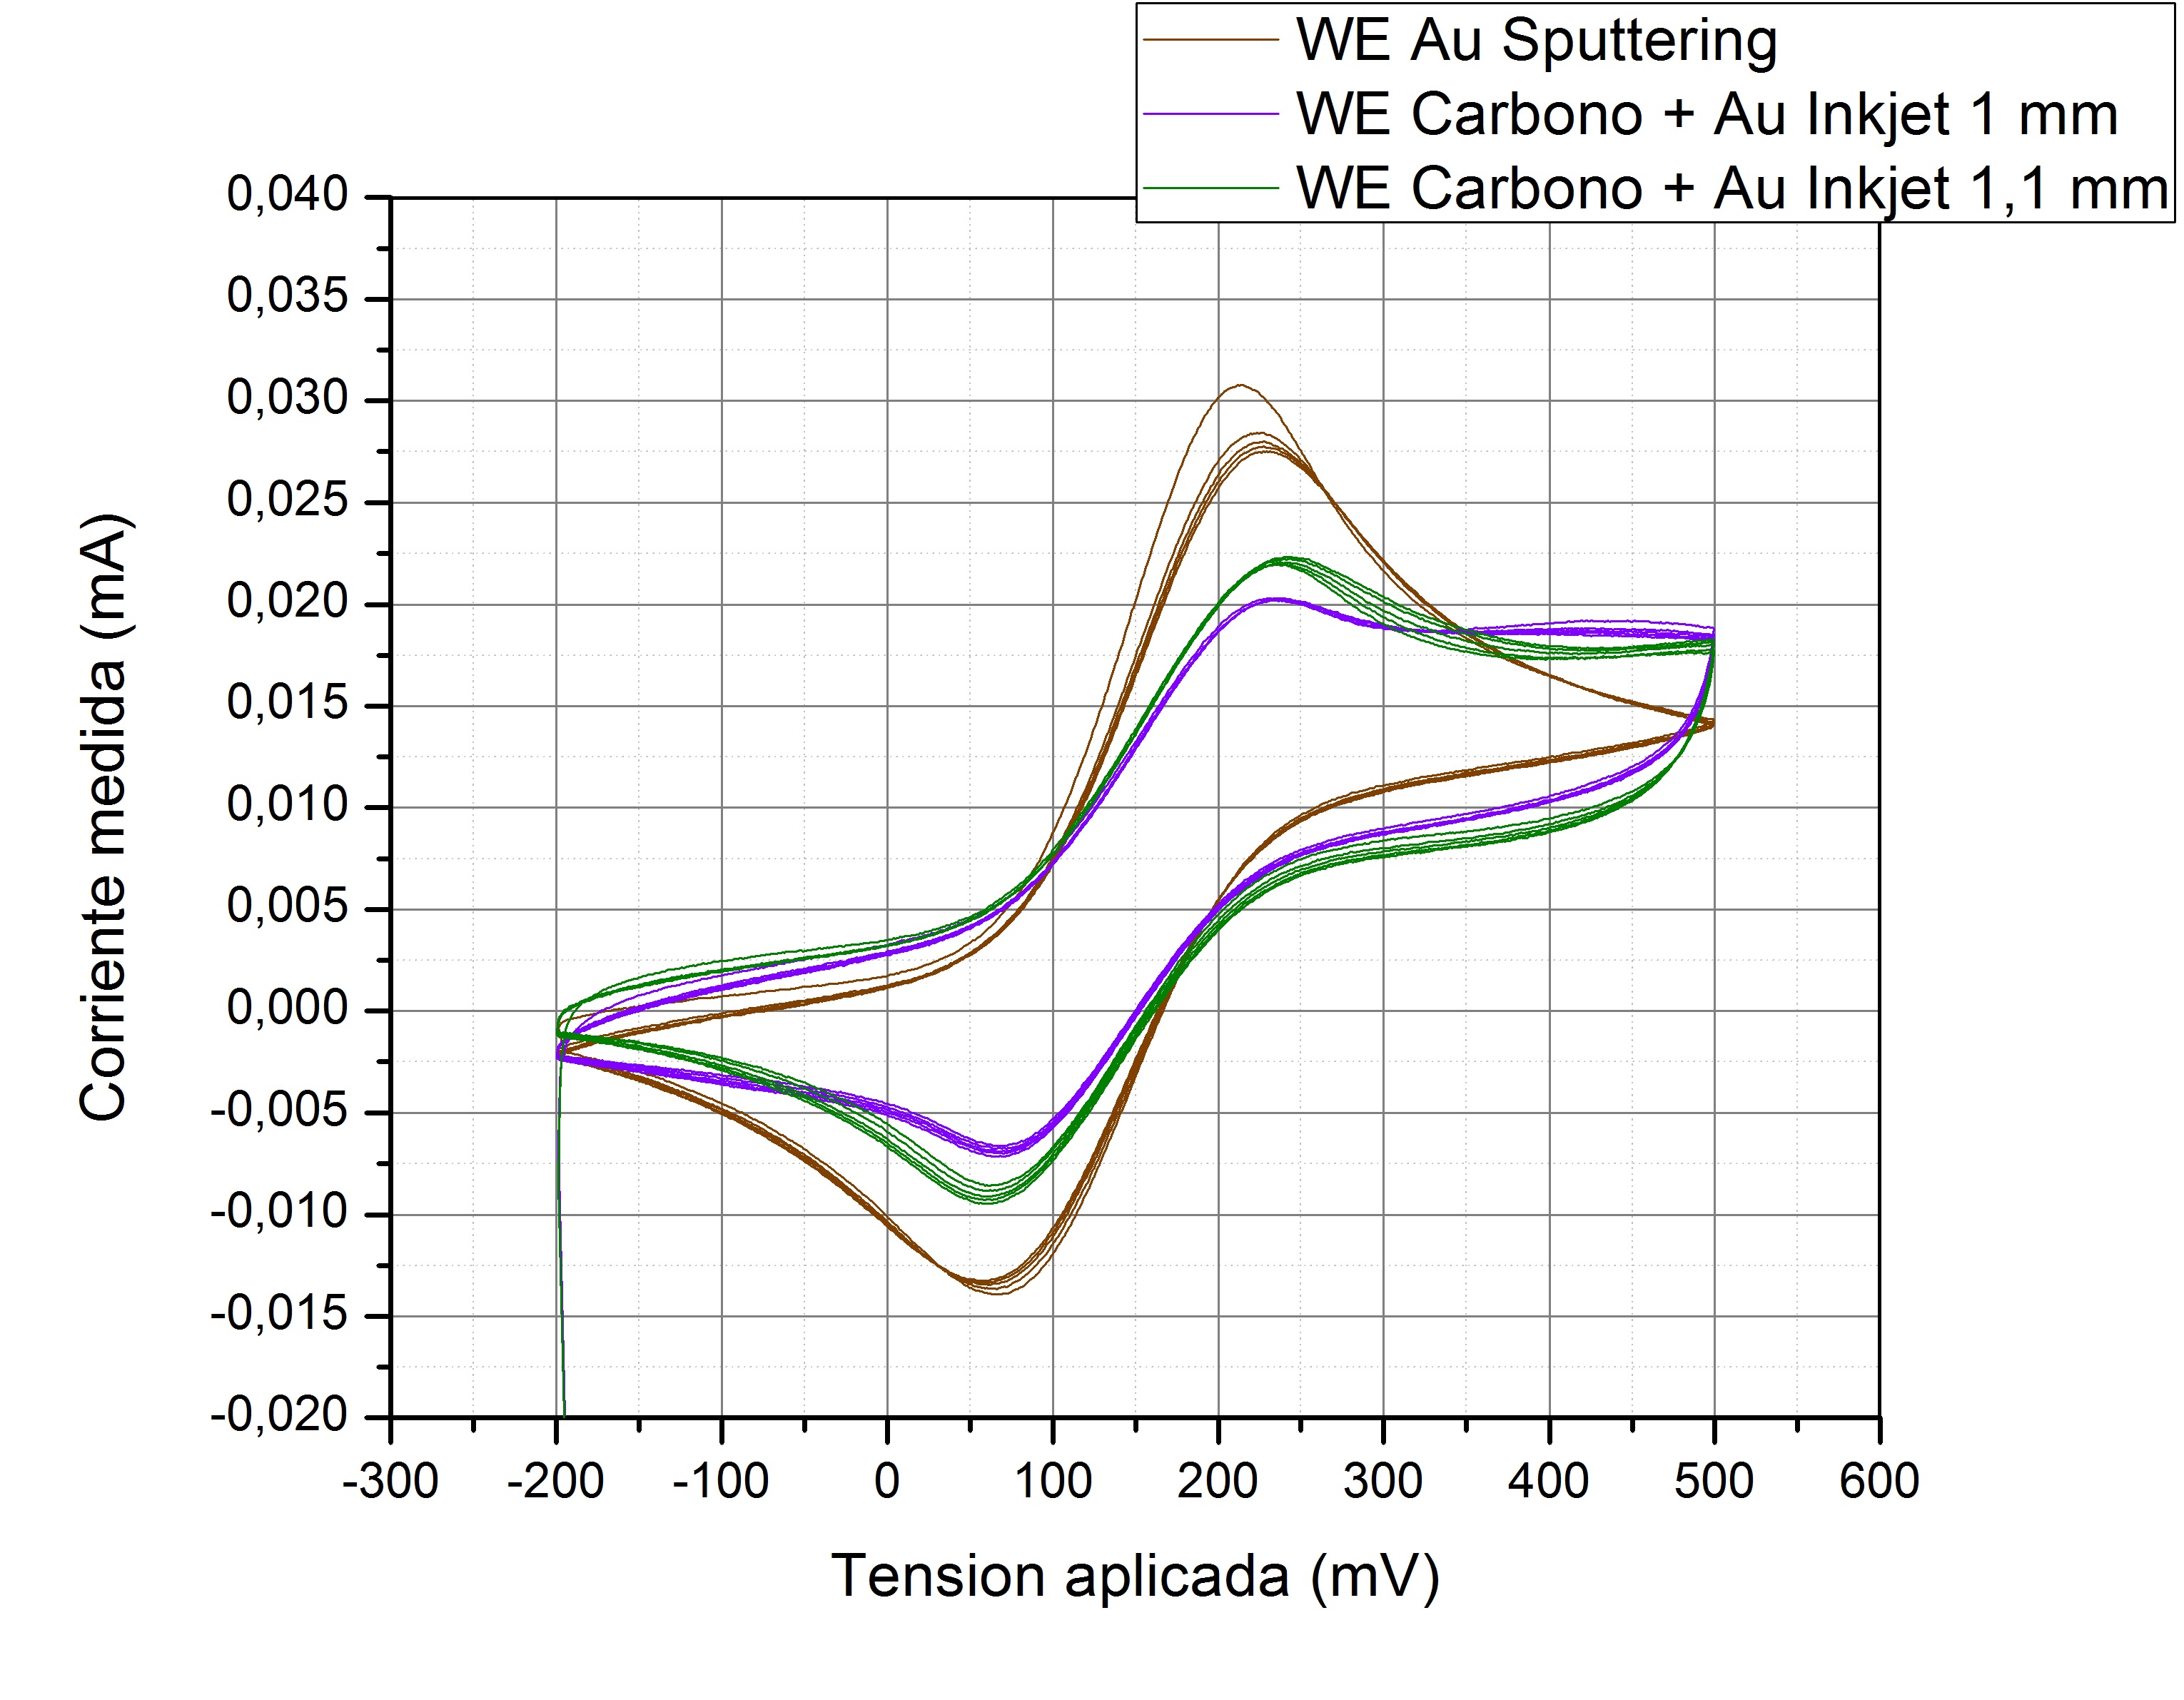 WE Au Sputtering
WE Carbono + Au Inkjet 1 mm
WE Carbono + Au Inkjet 1,1 mm
0,040
0,035
0,030
0,025
0,020
0,015
0,010
0,005
0,000
-0,005
-0,010
-0,015
-0,020
Corriente medida (mA)
-300 -200 -100 0 100 200 300 400 500 600
Tension aplicada (mV)